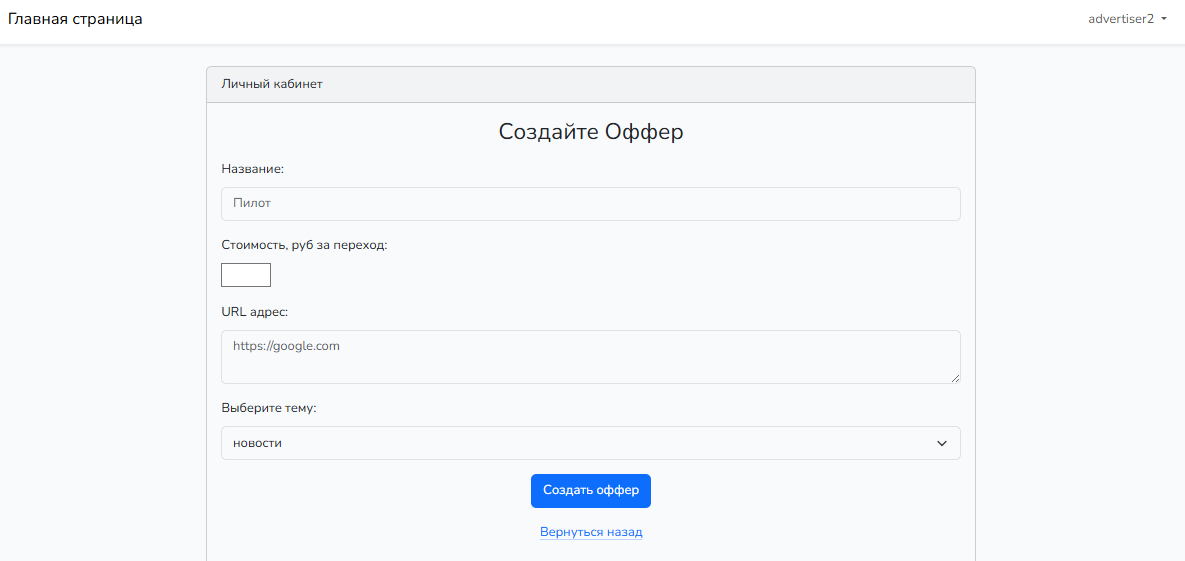 Главная страница
advertiser2
Личный кабинет
Создайте Оффер
Название:
Пилот
Стоимость, руб за переход:
URL адрес:
https://google.com
Выберите тему:
новости
Создать оффер
Вернуться назад